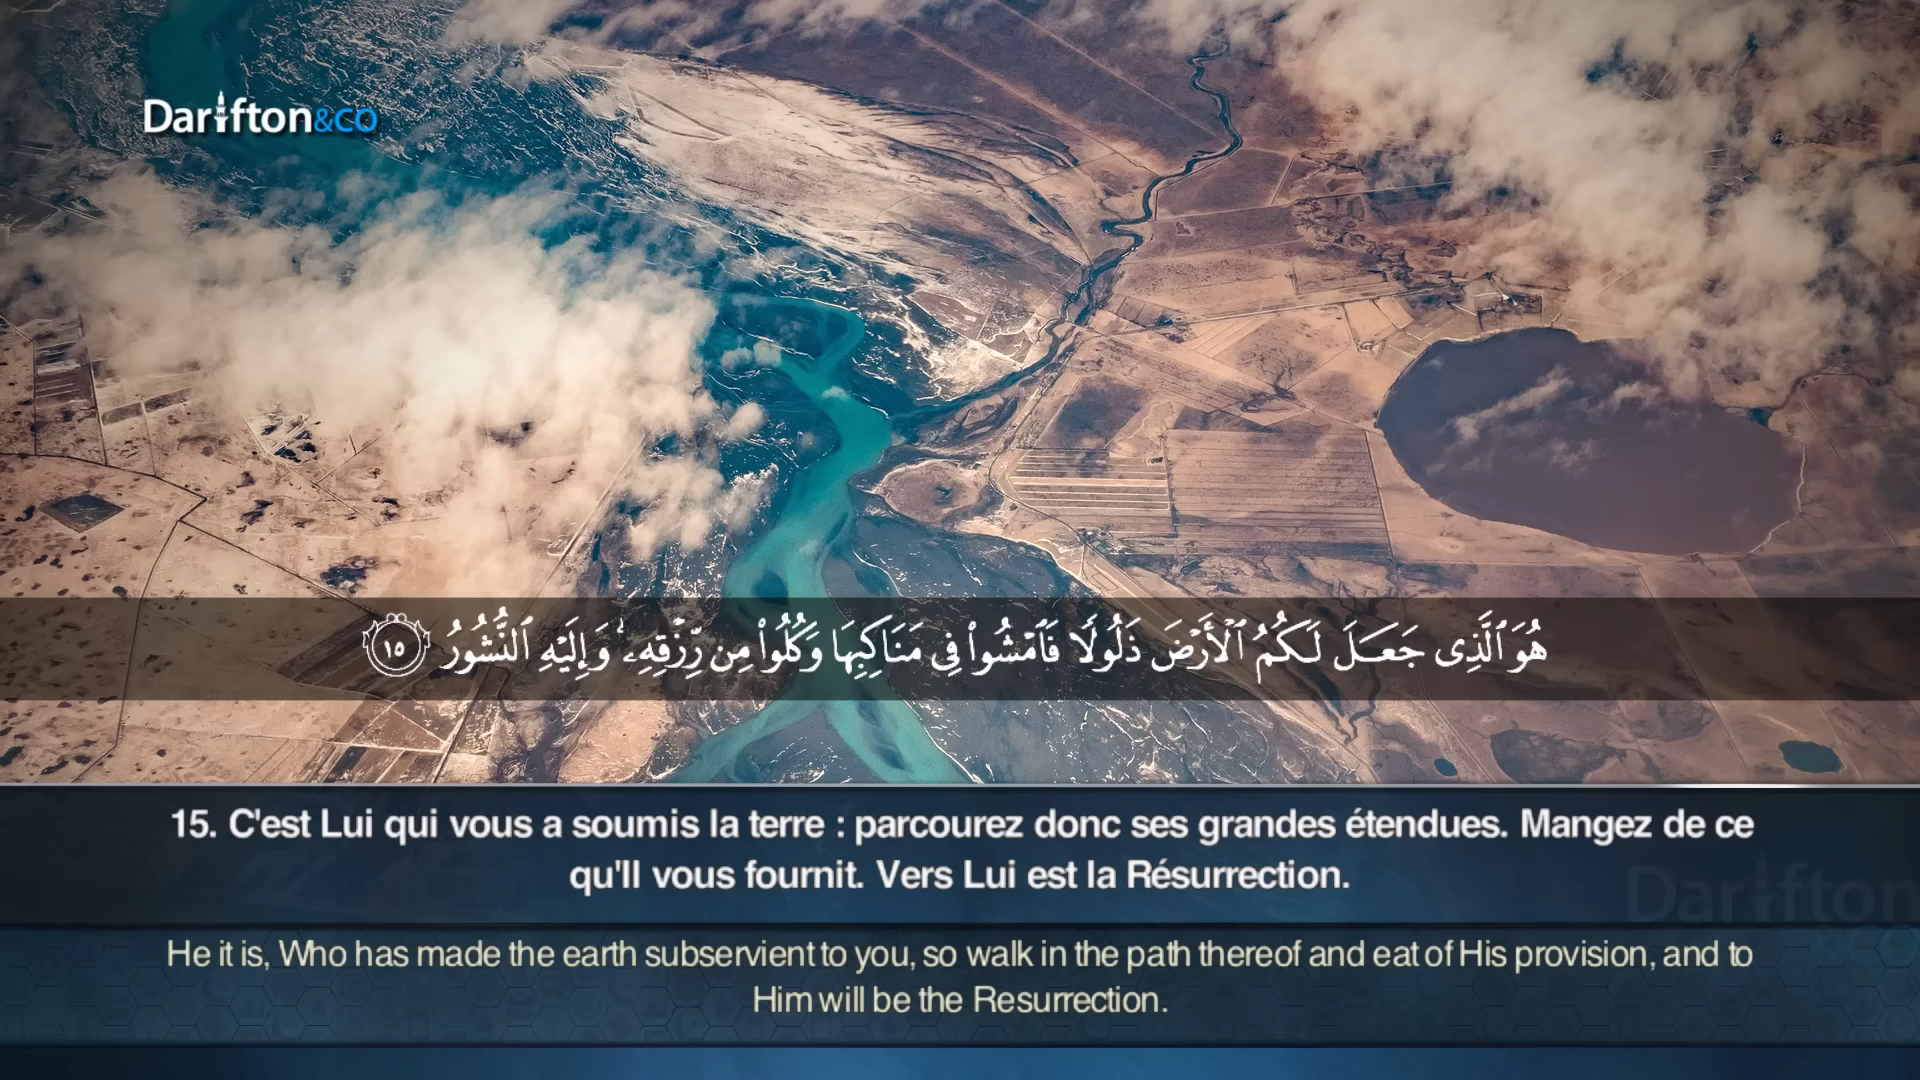 Darifton&co
هُوَ ٱلَّذِى جَعَلَ لَكُمُ ٱلْأَرْضَ ذَلُولًا فَٱمْشُوا۟ فِى مَنَاكِبِهَا وَكُلُوا۟ مِن رِّزْقِهِۦ ۖ وَإِلَيْهِ ٱلنُّشُورُ ١٥
15. C'est Lui qui vous a soumis la terre : parcourez donc ses grandes étendues. Mangez de ce
qu'Il vous fournit. Vers Lui est la Résurrection.
Darifton
He it is, Who has made the earth subservient to you, so walk in the path thereof and eat of His provision, and to
Him will be the Resurrection.